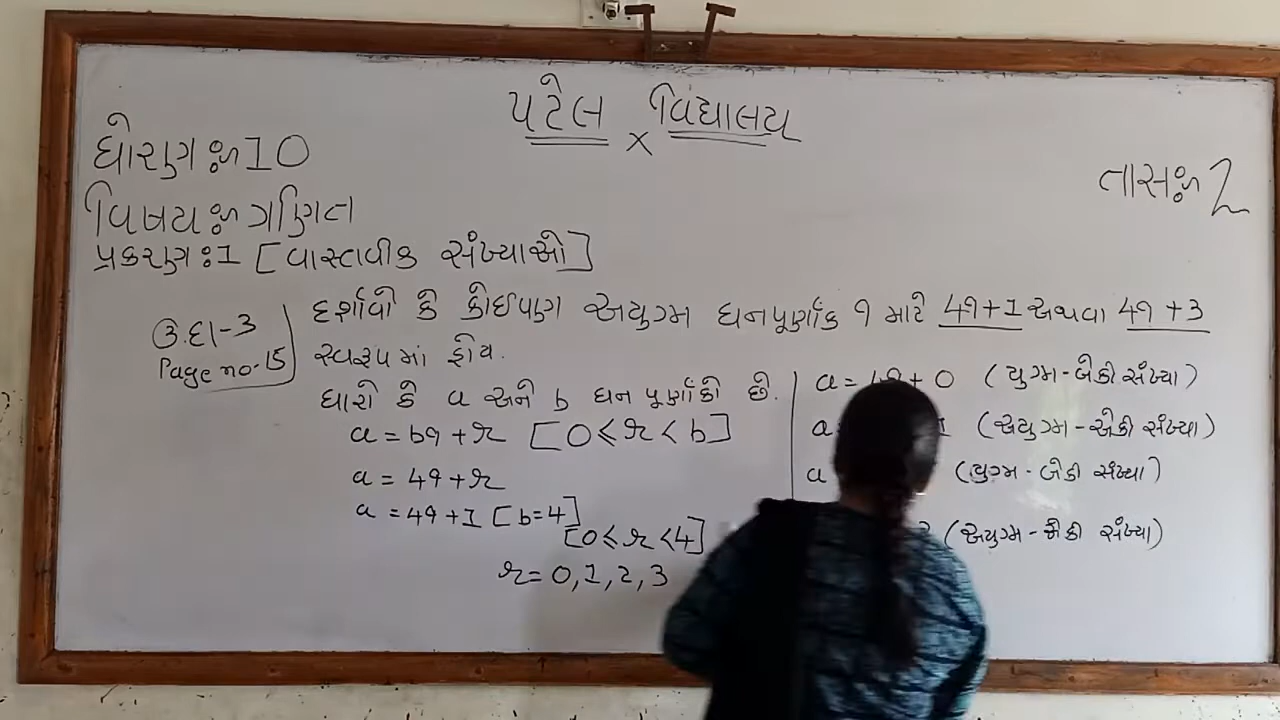 પટેલ × વિદ્યાલય
ધોરણ ઃ 10
તાસ ઃ 2
વિષય ઃ ગણિત
પ્રકરણ : 1 [વાસ્તવીક સંખ્યાઓ]
ઉ.દા-3
Page no. 15
દર્શાવો કે કોઈપણ અયુગ્મ ધનપૂર્ણાંક q માટે 4q+1 અથવા 4q+3
સ્વરૂપમાં હોય.
ધારો કે a અને b ધન પૂર્ણાંકો છે.
a = bq + r [0 ≤ r < b]
a = 4q + r
a = 4q + 1 [b=4]
[0 ≤ r < 4]
r = 0, 1, 2, 3
a = 4q + 0 (યુગ્મ - બેકી સંખ્યા)
a (અયુગ્મ - એકી સંખ્યા)
a (યુગ્મ - બેકી સંખ્યા)
(અયુગ્મ - એકી સંખ્યા)